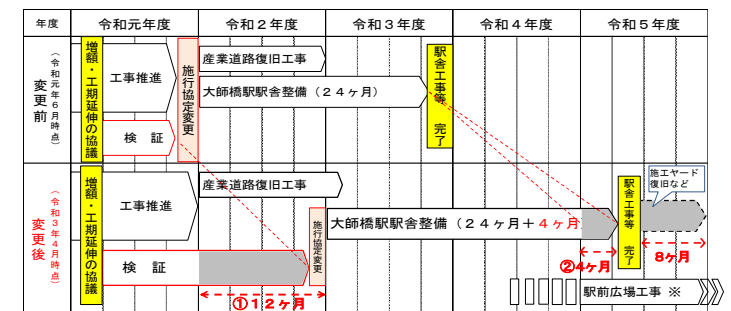 年度 令和元年度 令和２年度 令和３年度 令和４年度 令和５年度
変更前
（令和元年６月時点）
増額・工期延伸の協議
工事推進
検　証
施行協定変更
産業道路復旧工事
大師橋駅駅舎整備（２４ヶ月）
駅舎工事等　完了
変更後
（令和３年４月時点）
増額・工期延伸の協議
工事推進
検　証
産業道路復旧工事
施行協定変更
大師橋駅駅舎整備（２４ヶ月＋４ヶ月
駅舎工事等　完了
施工ヤード
復旧など
①１２ヶ月
②4ヶ月
8ヶ月
駅前広場工事 ※